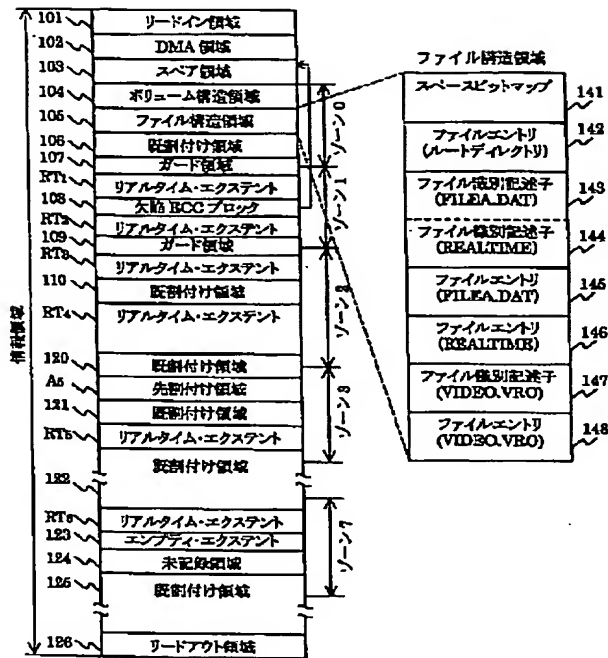 101 リードイン領域
102 DMA 領域
103 スペア領域
104 ボリューム構造領域
105 ファイル構造領域
106 既割付け領域
107 ガード領域
RT1 リアルタイム・エクステント
108 欠陥 ECC ブロック
RT2 リアルタイム・エクステント
109 ガード領域
RT3 リアルタイム・エクステント
110 既割付け領域
RT4 リアルタイム・エクステント
120 既割付け領域
A5 先割付け領域
121 既割付け領域
RT5 リアルタイム・エクステント
既割付け領域
122
リアルタイム・エクステント
123 エンプティ・エクステント
124 未記録領域
125 既割付け領域
126 リードアウト領域
情報領域
ゾーン0
ゾーン1
ゾーン2
ゾーン3
ゾーン7
ファイル構造領域
スペースビットマップ 141
ファイルエントリ 142
(ルートディレクトリ)
ファイル識別記述子 143
(FILEA.DAT)
ファイル識別記述子 144
(REALTIME)
ファイルエントリ 145
(FILEA.DAT)
ファイルエントリ 146
(REALTIME)
ファイル識別記述子 147
(VIDEO.VRO)
ファイルエントリ 148
(VIDEO.VRO)